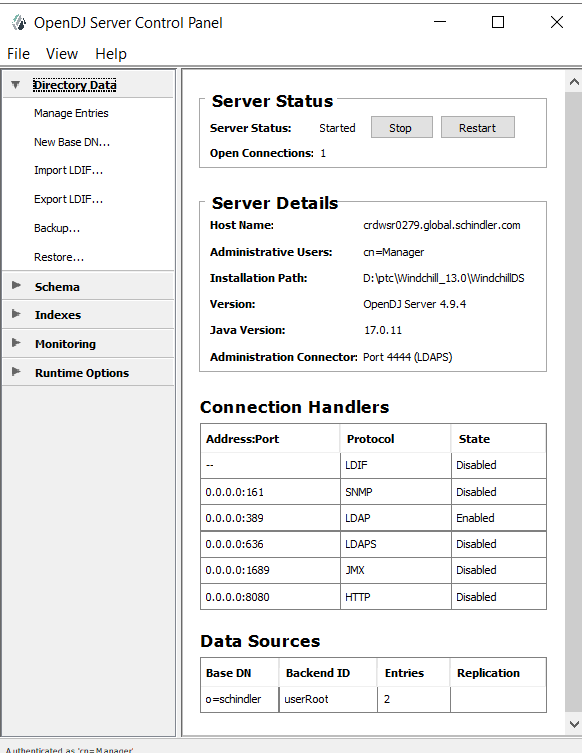 OpenDJ Server Control Panel
File View Help
Directory Data
Manage Entries
New Base DN...
Import LDIF...
Export LDIF...
Backup...
Restore...
Schema
Indexes
Monitoring
Runtime Options
Server Status
Server Status: Started Stop Restart
Open Connections: 1
Server Details
Host Name: crdwsr0279.global.schindler.com
Administrative Users: cn=Manager
Installation Path: D:\ptc\Windchill_13.0\WindchillDS
Version: OpenDJ Server 4.9.4
Java Version: 17.0.11
Administration Connector: Port 4444 (LDAPS)
Connection Handlers
Address:Port Protocol State
-- LDIF Disabled
0.0.0.0:161 SNMP Disabled
0.0.0.0:389 LDAP Enabled
0.0.0.0:636 LDAPS Disabled
0.0.0.0:1689 JMX Disabled
0.0.0.0:8080 HTTP Disabled
Data Sources
Base DN Backend ID Entries Replication
o=schindler userRoot 2
Authenticated as 'cn=Manager'